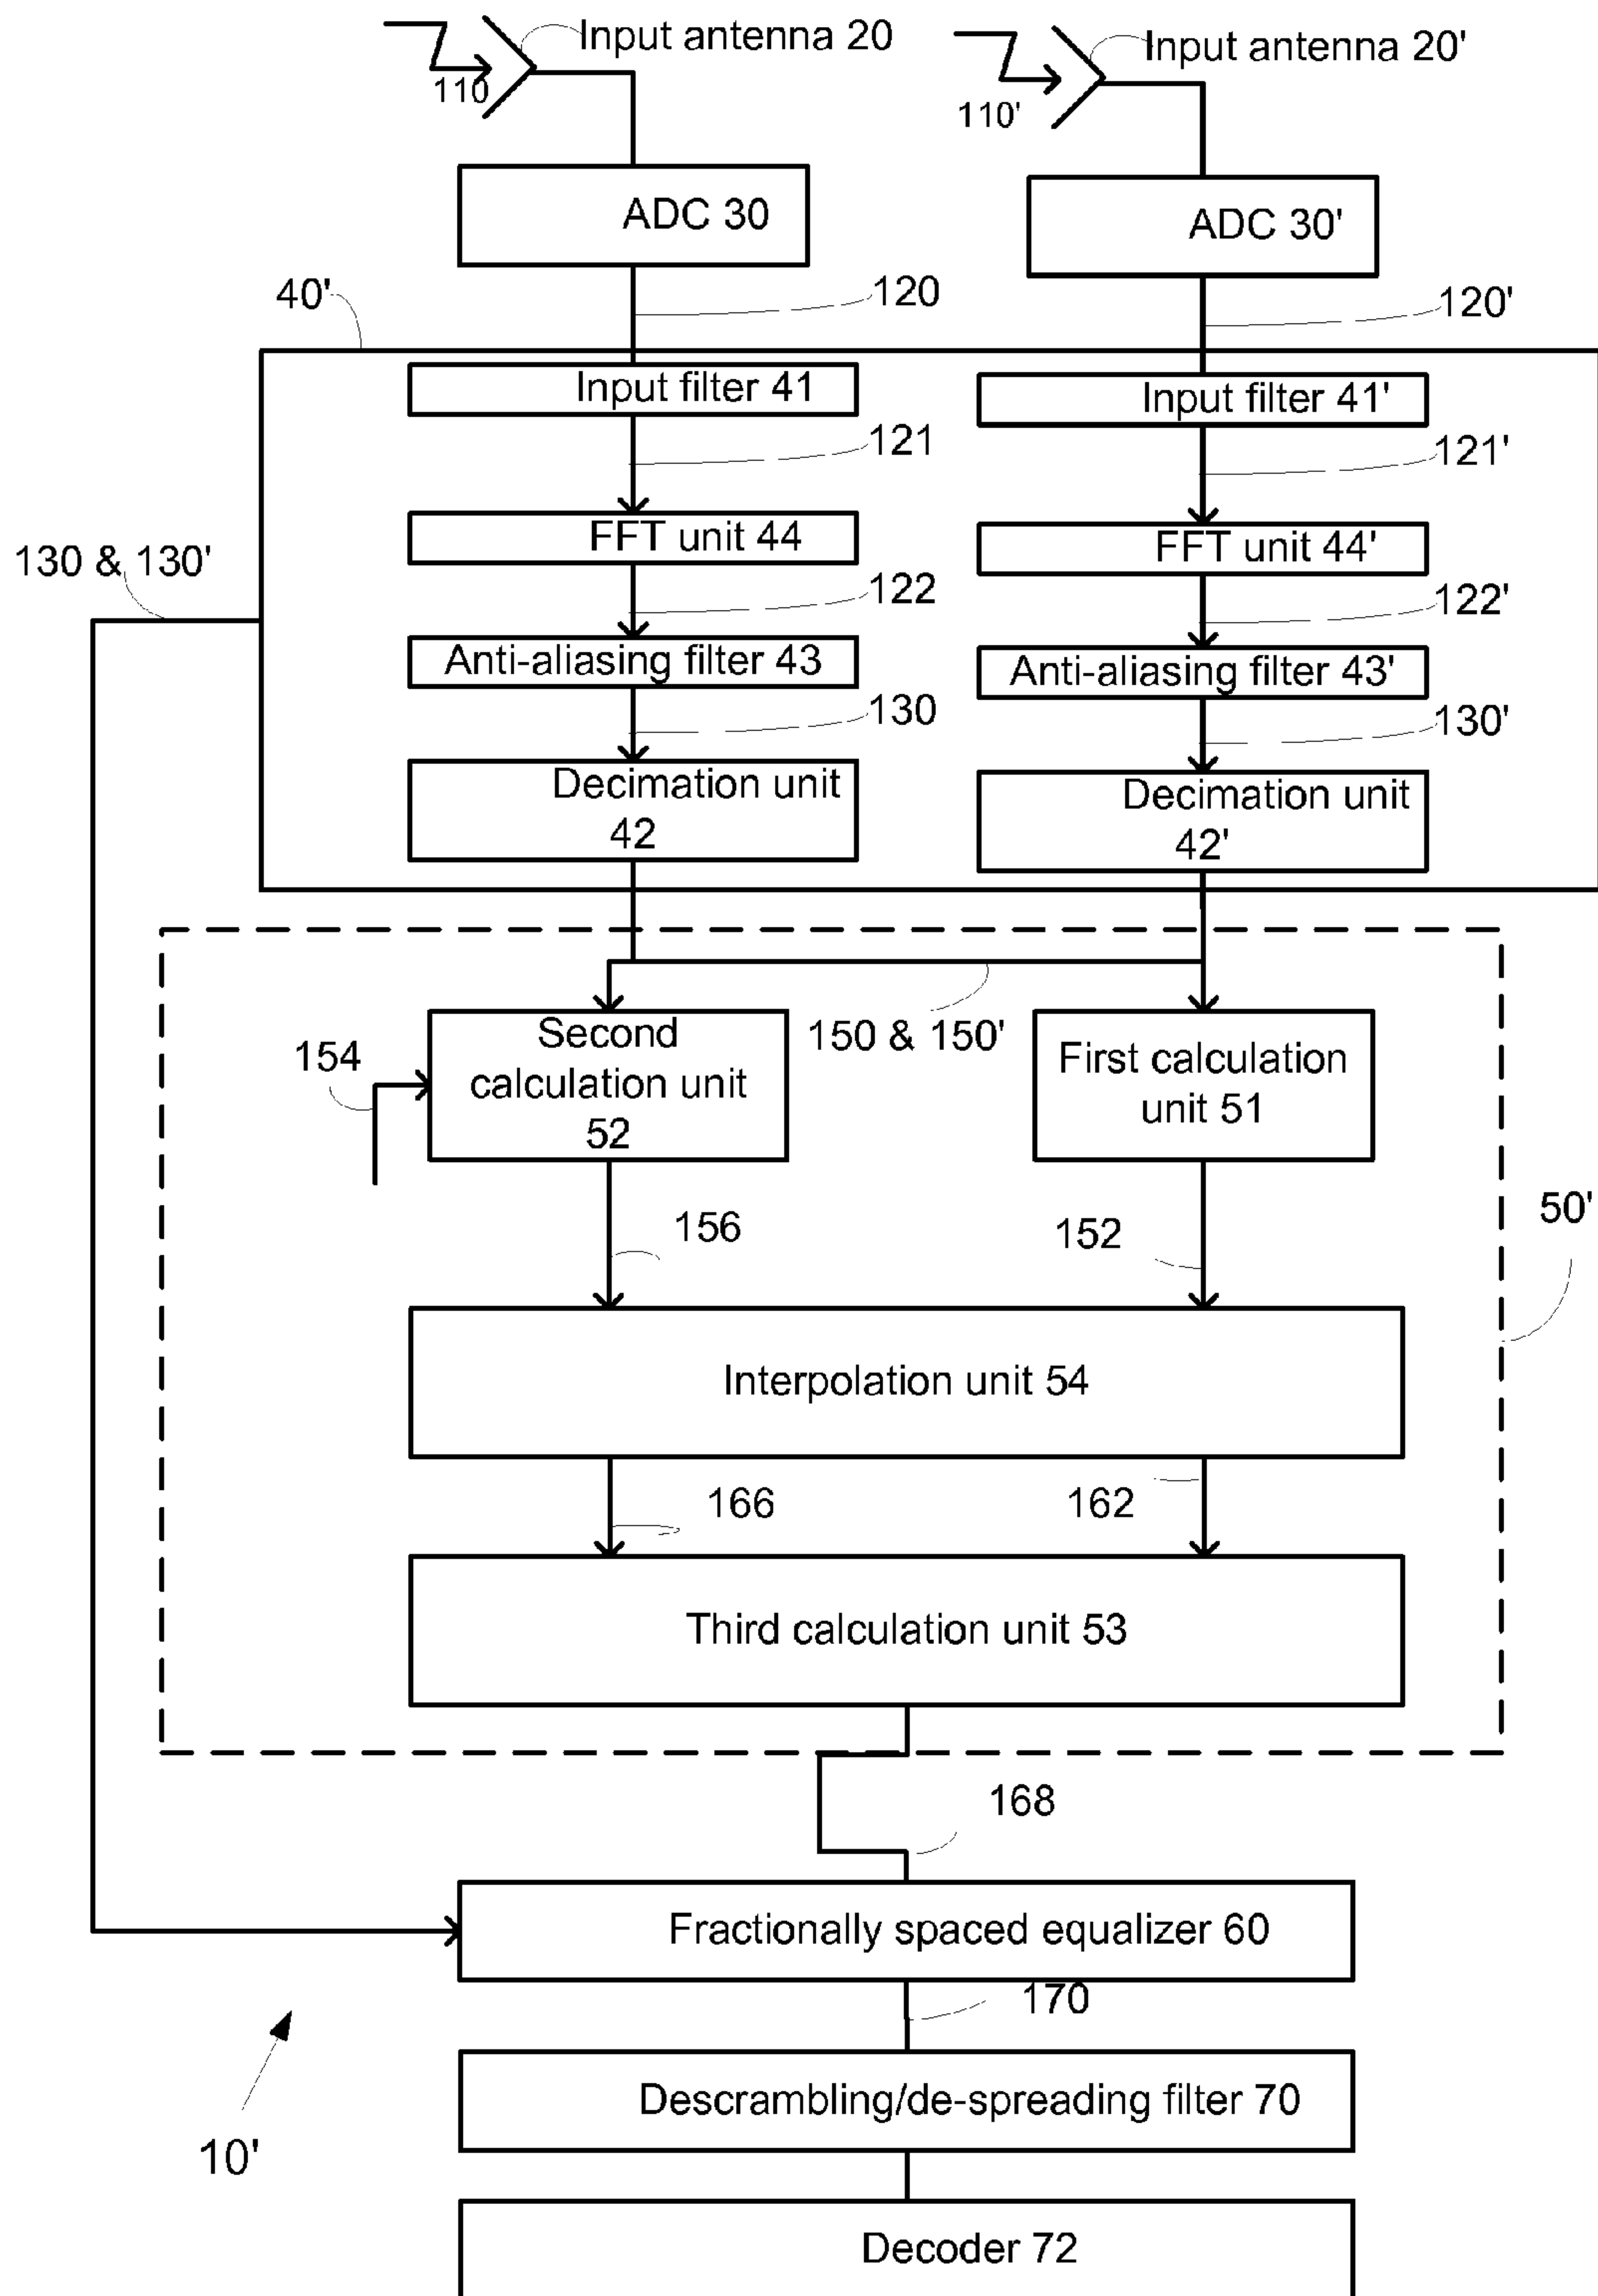 Input antenna 20
Input antenna 20'
110
110'
ADC 30
ADC 30'
40'
120
120'
Input filter 41
Input filter 41'
121
121'
FFT unit 44
FFT unit 44'
130 & 130'
122
122'
Anti-aliasing filter 43
Anti-aliasing filter 43'
130
130'
Decimation unit
42
Decimation unit
42'
150 & 150'
154
Second
calculation unit
52
First calculation
unit 51
50'
156
152
Interpolation unit 54
166
162
Third calculation unit 53
168
Fractionally spaced equalizer 60
170
Descrambling/de-spreading filter 70
10'
Decoder 72